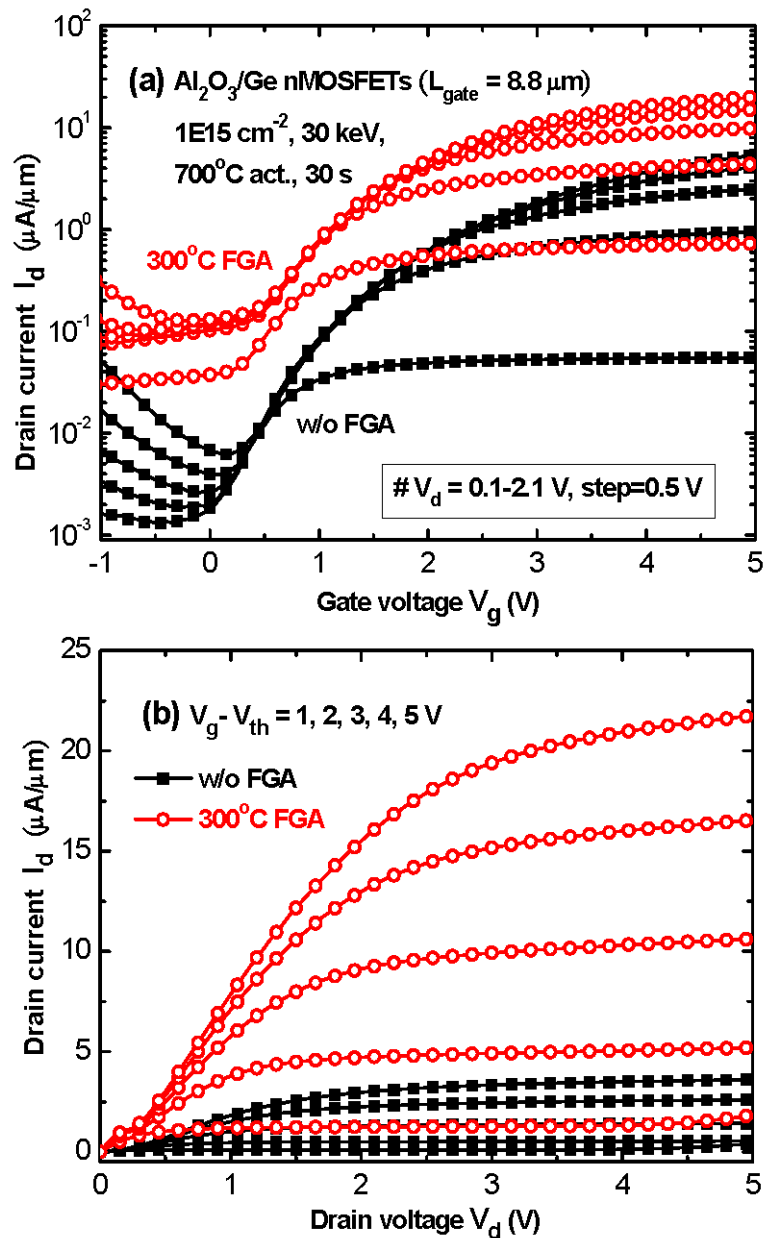 10²
10¹
10⁰
10⁻¹
10⁻²
10⁻³
Drain current I_d (μA/μm)
(a) Al₂O₃/Ge nMOSFETs (L_gate = 8.8 μm)
1E15 cm⁻², 30 keV,
700°C act., 30 s
300°C FGA
w/o FGA
# V_d = 0.1-2.1 V, step=0.5 V
-1 0 1 2 3 4 5
Gate voltage V_g (V)
25
20
15
10
5
0
Drain current I_d (μA/μm)
(b) V_g- V_th = 1, 2, 3, 4, 5 V
w/o FGA
300°C FGA
0 1 2 3 4 5
Drain voltage V_d (V)